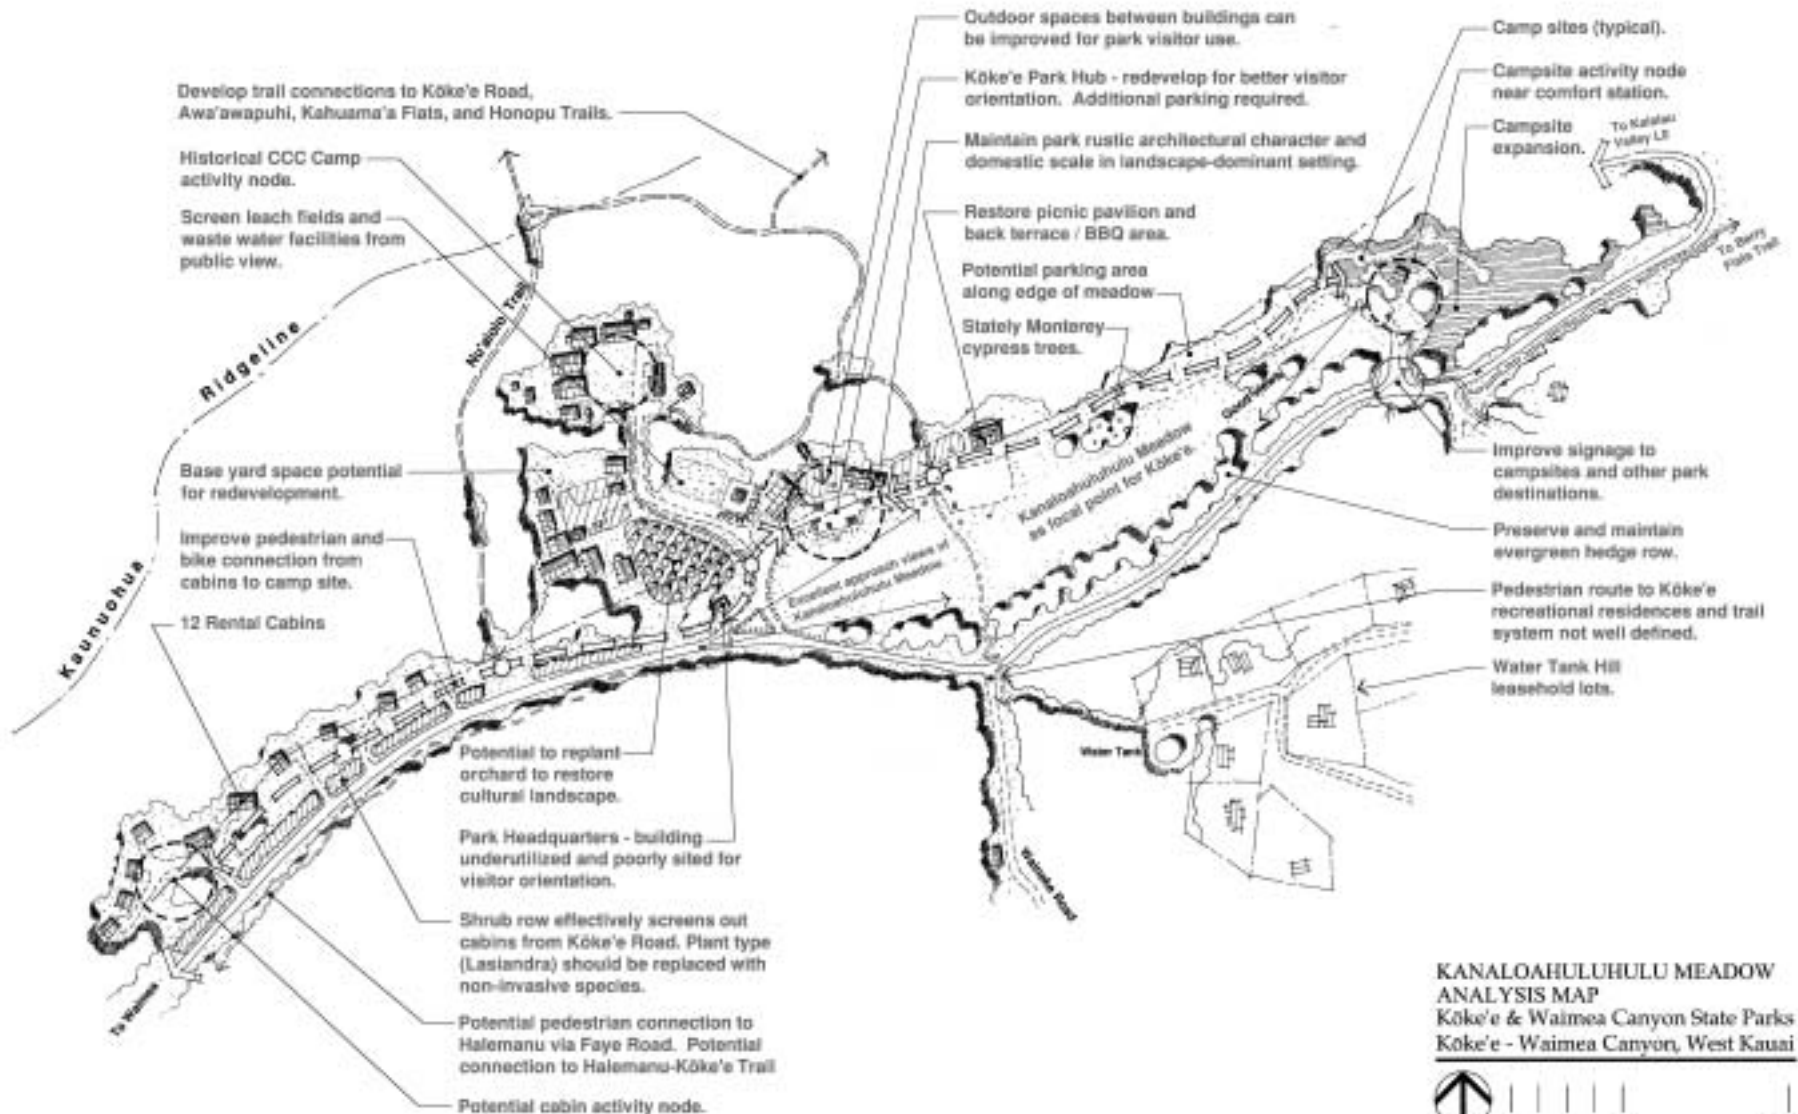 Outdoor spaces between buildings can
be improved for park visitor use.
Kōke'e Park Hub - redevelop for better visitor
orientation. Additional parking required.
Maintain park rustic architectural character and
domestic scale in landscape-dominant setting.
Restore picnic pavilion and
back terrace / BBQ area.
Potential parking area
along edge of meadow
Stately Monterey
cypress trees.
Camp sites (typical).
Campsite activity node
near comfort station.
Campsite
expansion.
To Kalalau
Valley
To Berry
Flats Trail
Develop trail connections to Kōke'e Road,
Awa'awapuhi, Kahuama'a Flats, and Honopu Trails.
Historical CCC Camp
activity node.
Screen leach fields and
waste water facilities from
public view.
Kaunuohua Ridgeline
Nu'alolo Trail
Base yard space potential
for redevelopment.
Improve pedestrian and
bike connection from
cabins to camp site.
12 Rental Cabins
Excellent approach views of
Kanaloahuluhulu Meadow
Kanaloahuluhulu Meadow
as focal point for Kōke'e.
Improve signage to
campsites and other park
destinations.
Preserve and maintain
evergreen hedge row.
Pedestrian route to Kōke'e
recreational residences and trail
system not well defined.
Water Tank Hill
leasehold lots.
Water Tank
Waineke Road
Potential to replant
orchard to restore
cultural landscape.
Park Headquarters - building
underutilized and poorly sited for
visitor orientation.
Shrub row effectively screens out
cabins from Kōke'e Road. Plant type
(Lasiandra) should be replaced with
non-invasive species.
Potential pedestrian connection to
Halemanu via Faye Road. Potential
connection to Halemanu-Kōke'e Trail
Potential cabin activity node.
To Waimea
KANALOAHULUHULU MEADOW
ANALYSIS MAP
Kōke'e & Waimea Canyon State Parks
Kōke'e - Waimea Canyon, West Kauai